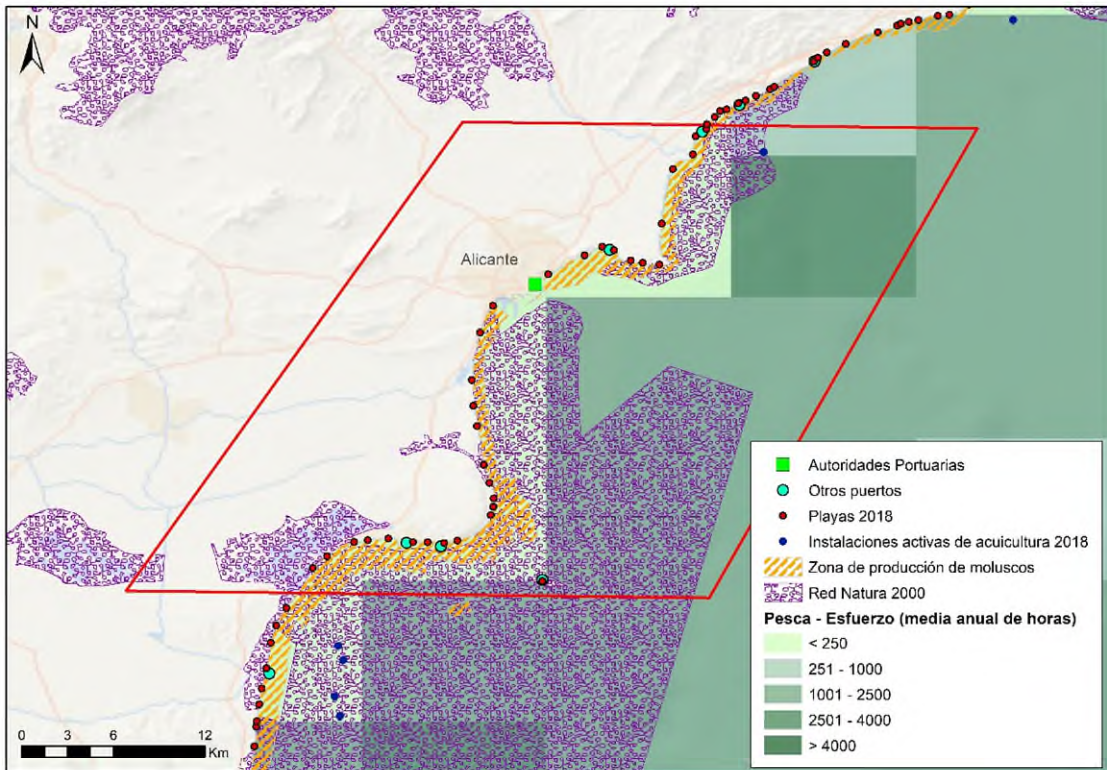 N
Alicante
Autoridades Portuarias
Otros puertos
Playas 2018
Instalaciones activas de acuicultura 2018
Zona de producción de moluscos
Red Natura 2000
Pesca - Esfuerzo (media anual de horas)
< 250
251 - 1000
1001 - 2500
2501 - 4000
> 4000
0 3 6 12
Km